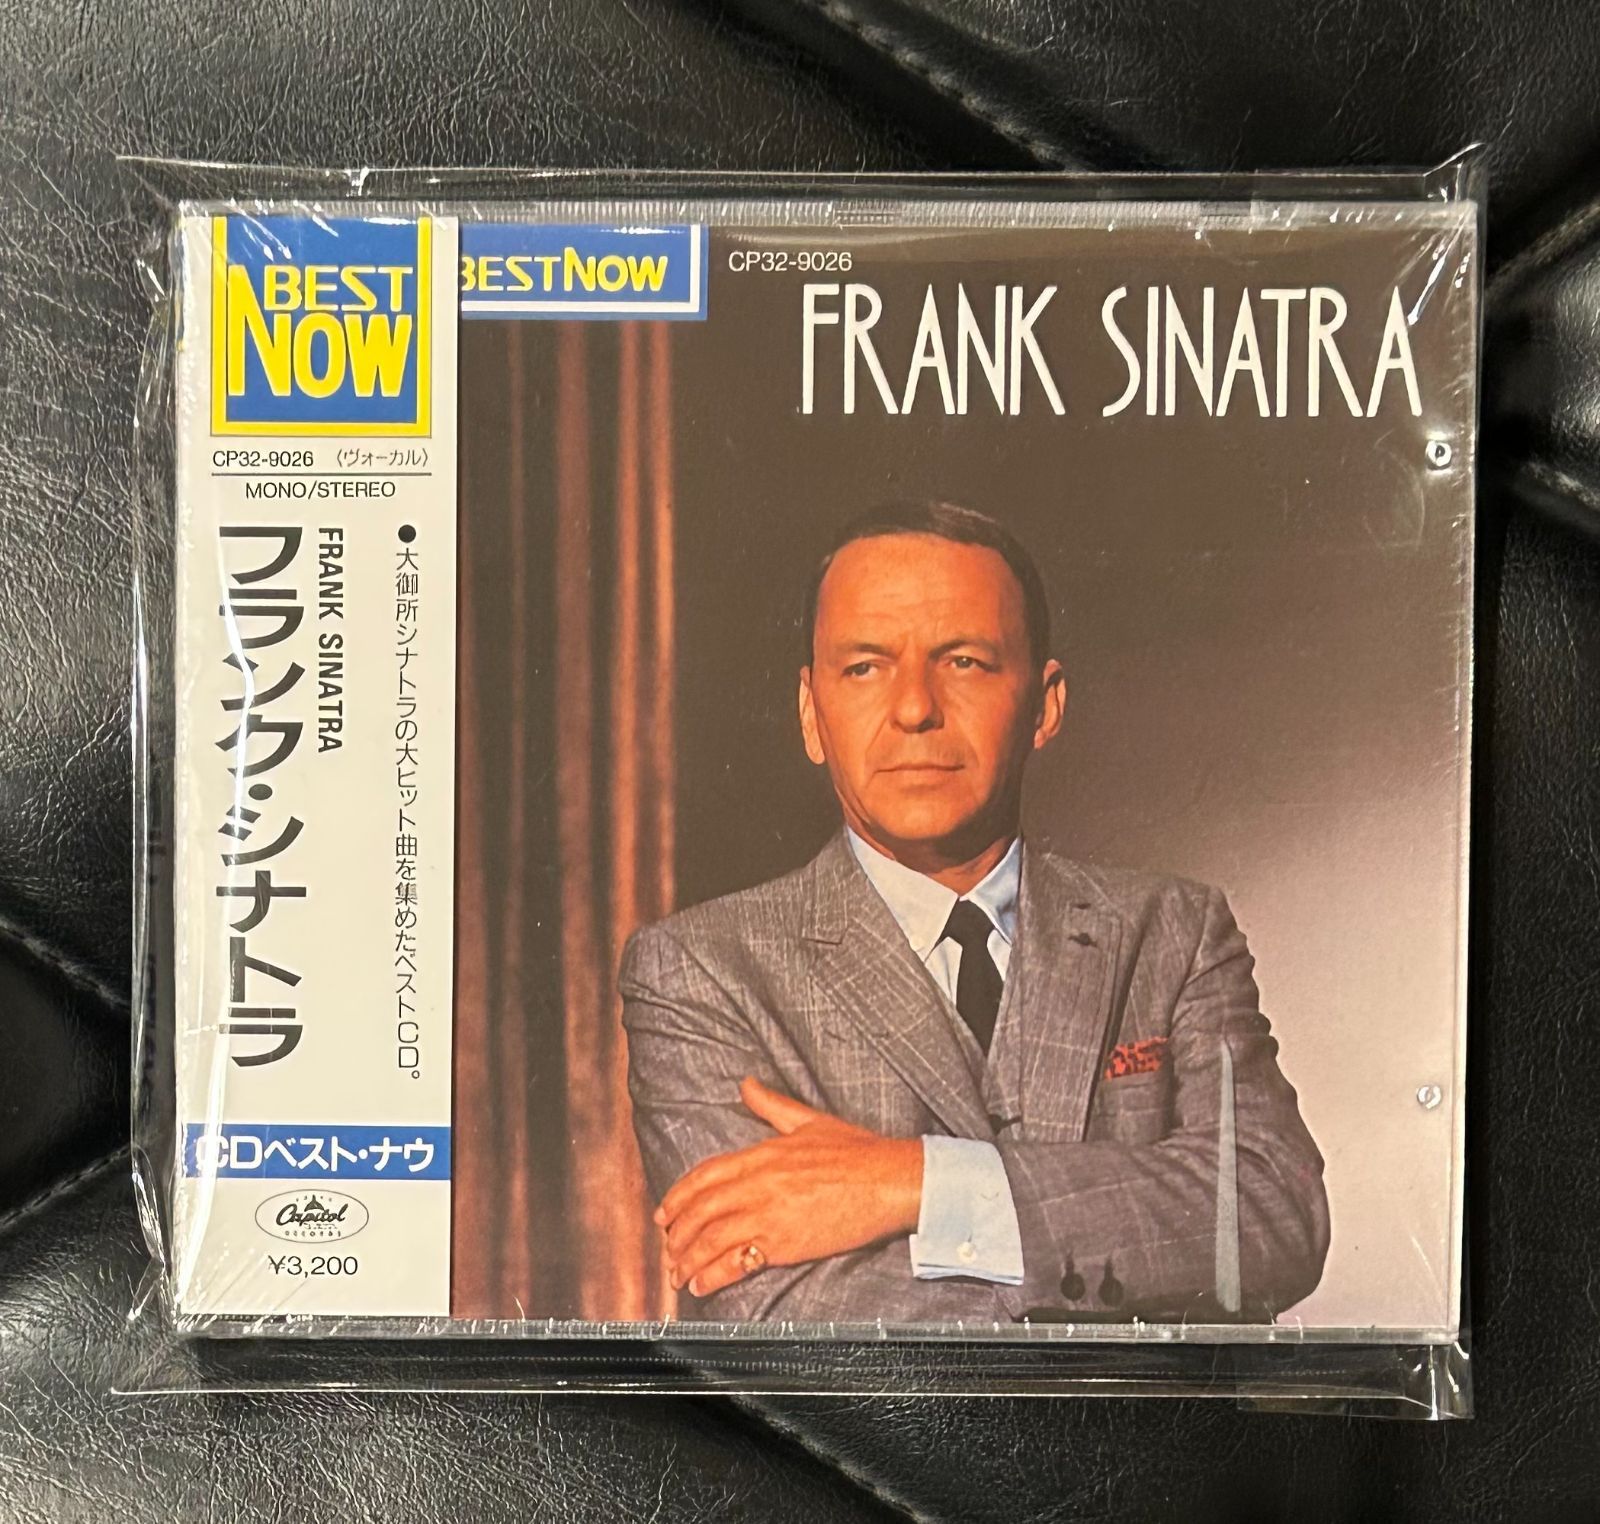 BEST
NOW
CP32-9026 〈ヴォーカル〉
MONO/STEREO
●大御所シナトラの大ヒット曲を集めたベストCD。
FRANK SINATRA
フランク・シナトラ
CDベスト・ナウ
Capitol
RECORDS
¥3,200
BEST NOW
CP32-9026
FRANK SINATRA